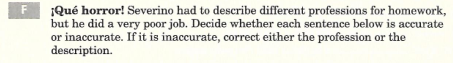 F ¡Qué horror! Severino had to describe different professions for homework,
but he did a very poor job. Decide whether each sentence below is accurate
or inaccurate. If it is inaccurate, correct either the profession or the
description.